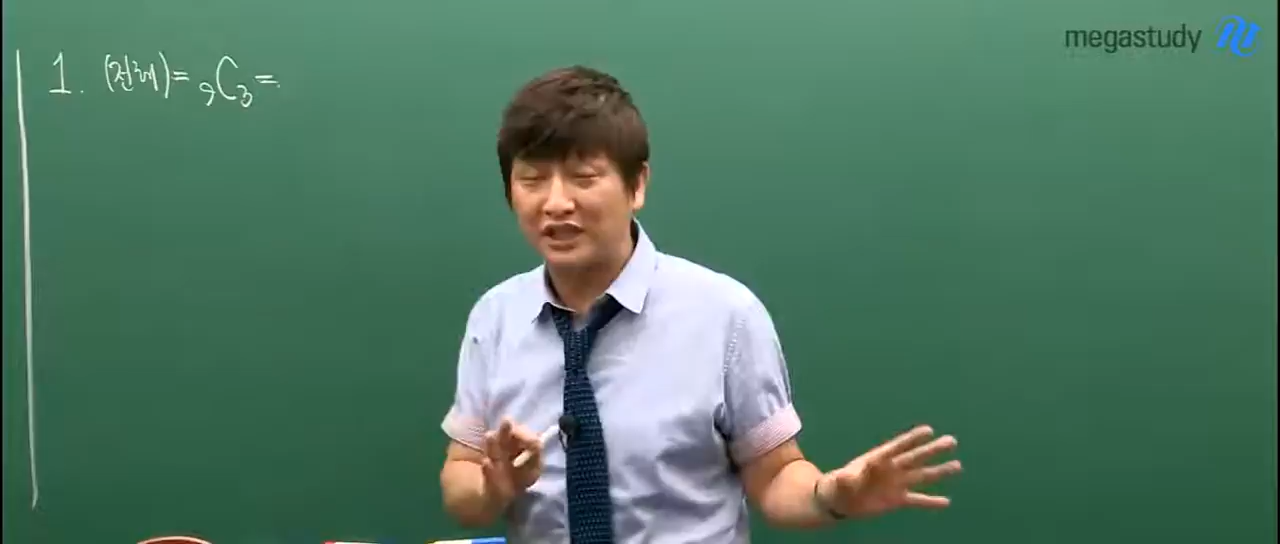 megastudy
1. (전체)= ₉C₃ =